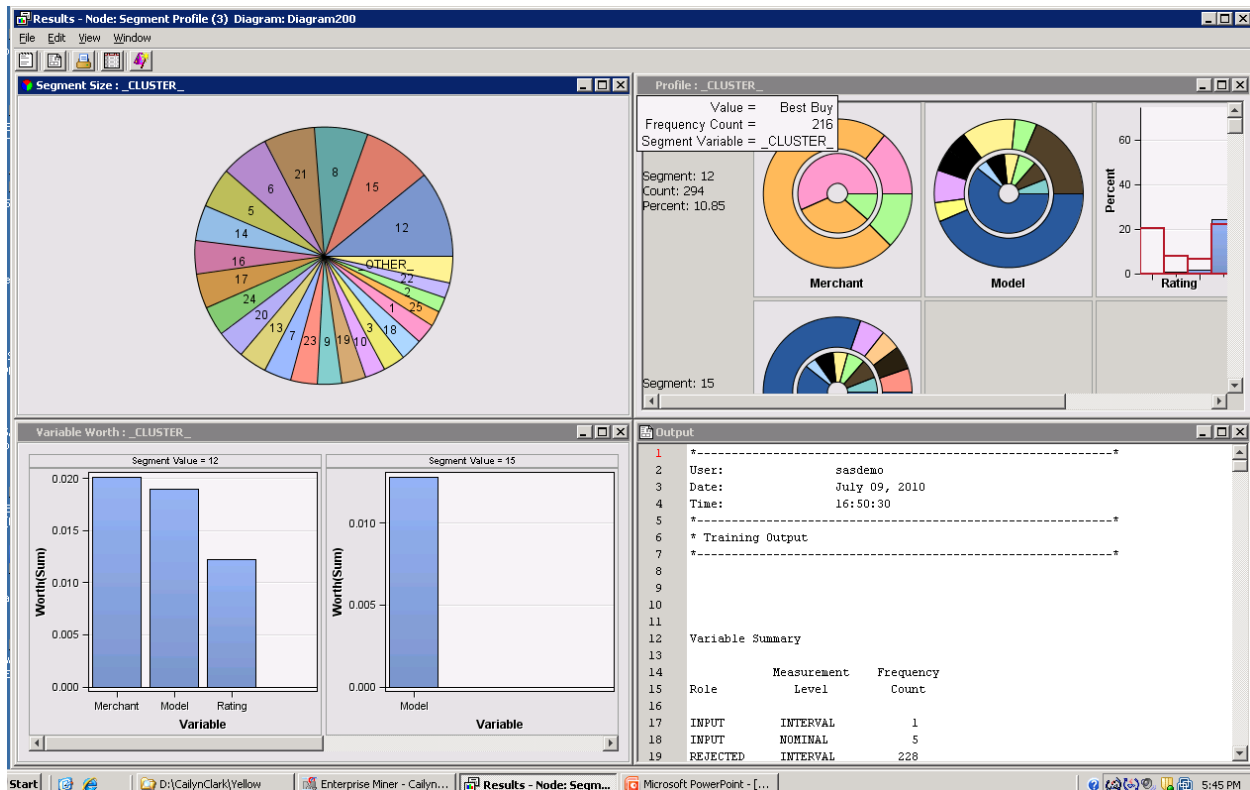 Results - Node: Segment Profile (3) Diagram: Diagram200
File Edit View Window
Segment Size : _CLUSTER_
12
15
8
21
6
5
14
16
17
24
20
13
7
23
9
19
10
3
18
1
25
2
22
_OTHER_
Profile : _CLUSTER_
Value = Best Buy
Frequency Count = 216
Segment Variable = _CLUSTER_
Segment: 12
Count: 294
Percent: 10.85
Merchant
Model
Percent
60
40
20
0
Rating
Segment: 15
Variable Worth : _CLUSTER_
Segment Value = 12
Worth(Sum)
0.020
0.015
0.010
0.005
0.000
Merchant Model Rating
Variable
Segment Value = 15
Worth(Sum)
0.010
0.005
0.000
Model
Variable
Output
1 *------------------------------------------------------------*
2 User: sasdemo
3 Date: July 09, 2010
4 Time: 16:50:30
5 *------------------------------------------------------------*
6 * Training Output
7 *------------------------------------------------------------*
8
9
10
11
12 Variable Summary
13
14 Measurement Frequency
15 Role Level Count
16
17 INPUT INTERVAL 1
18 INPUT NOMINAL 5
19 REJECTED INTERVAL 228
Start D:\CailynClark\Yellow Enterprise Miner - Cailyn... Results - Node: Segm... Microsoft PowerPoint - [... 5:45 PM